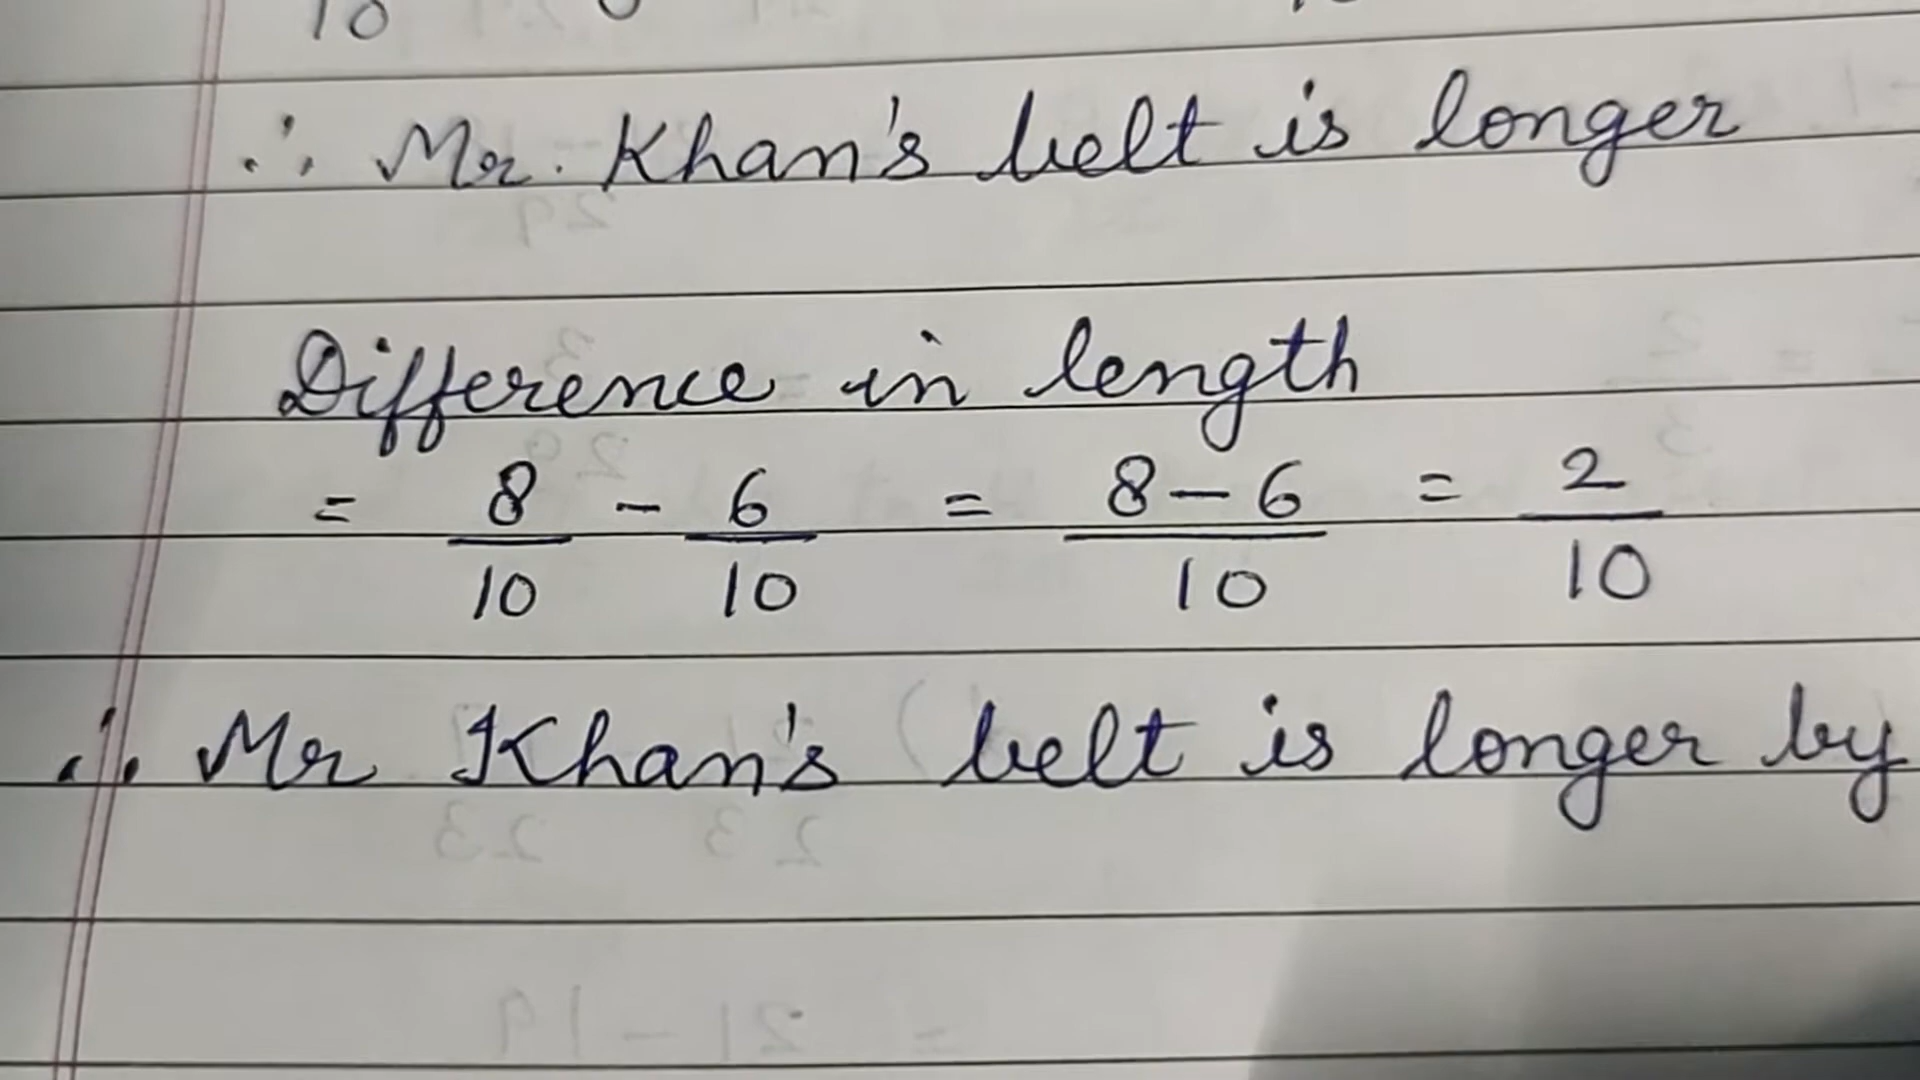 10
∴ Mr. Khan's belt is longer
Difference in length
= 8/10 - 6/10 = 8-6/10 = 2/10
∴ Mr Khan's belt is longer by